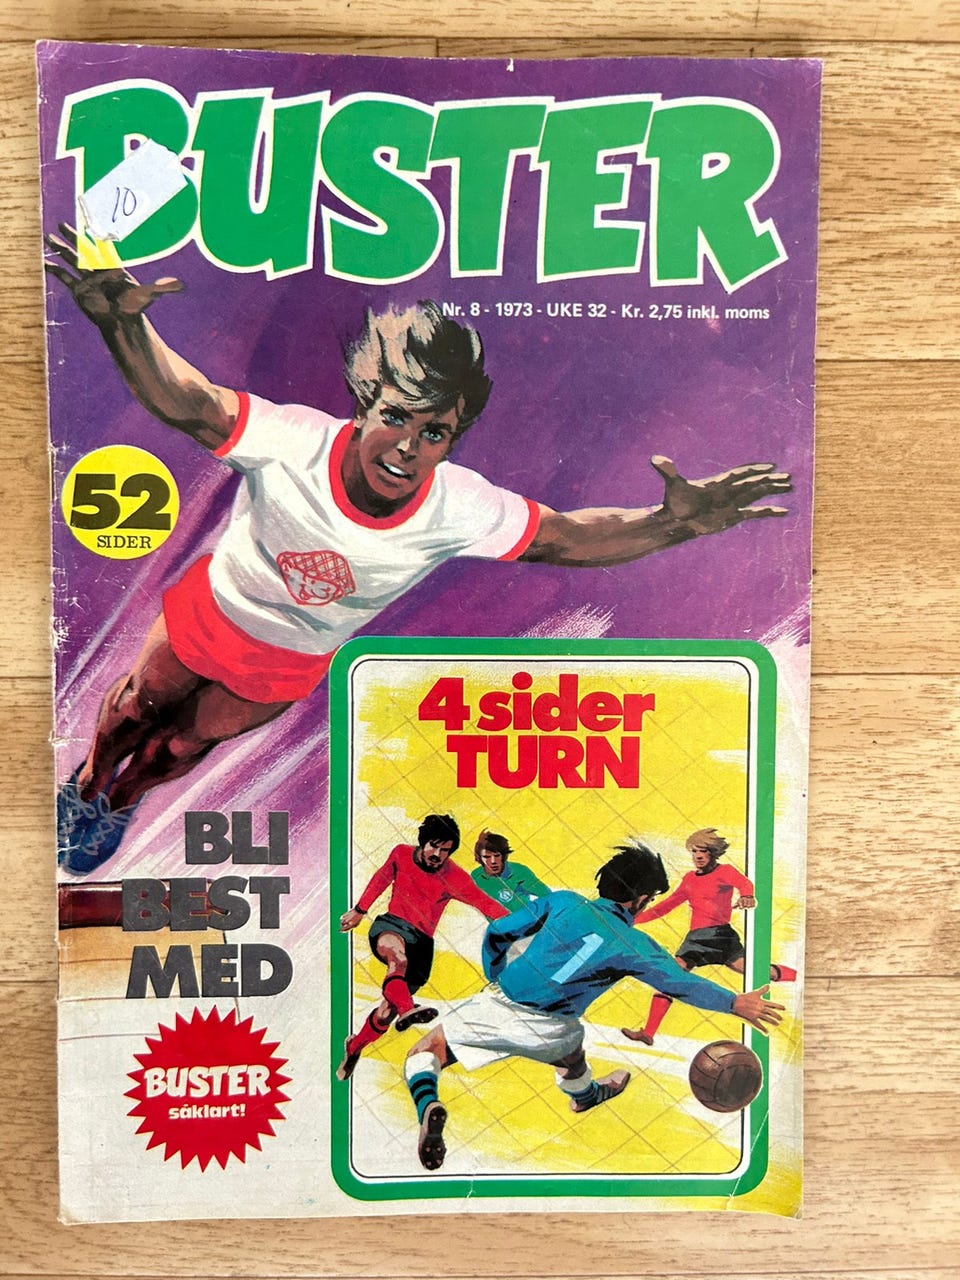 BUSTER
10
Nr. 8 - 1973 - UKE 32 - Kr. 2,75 inkl. moms
52
SIDER
4 sider
TURN
BLI
BEST
MED
BUSTER
såklart!
1